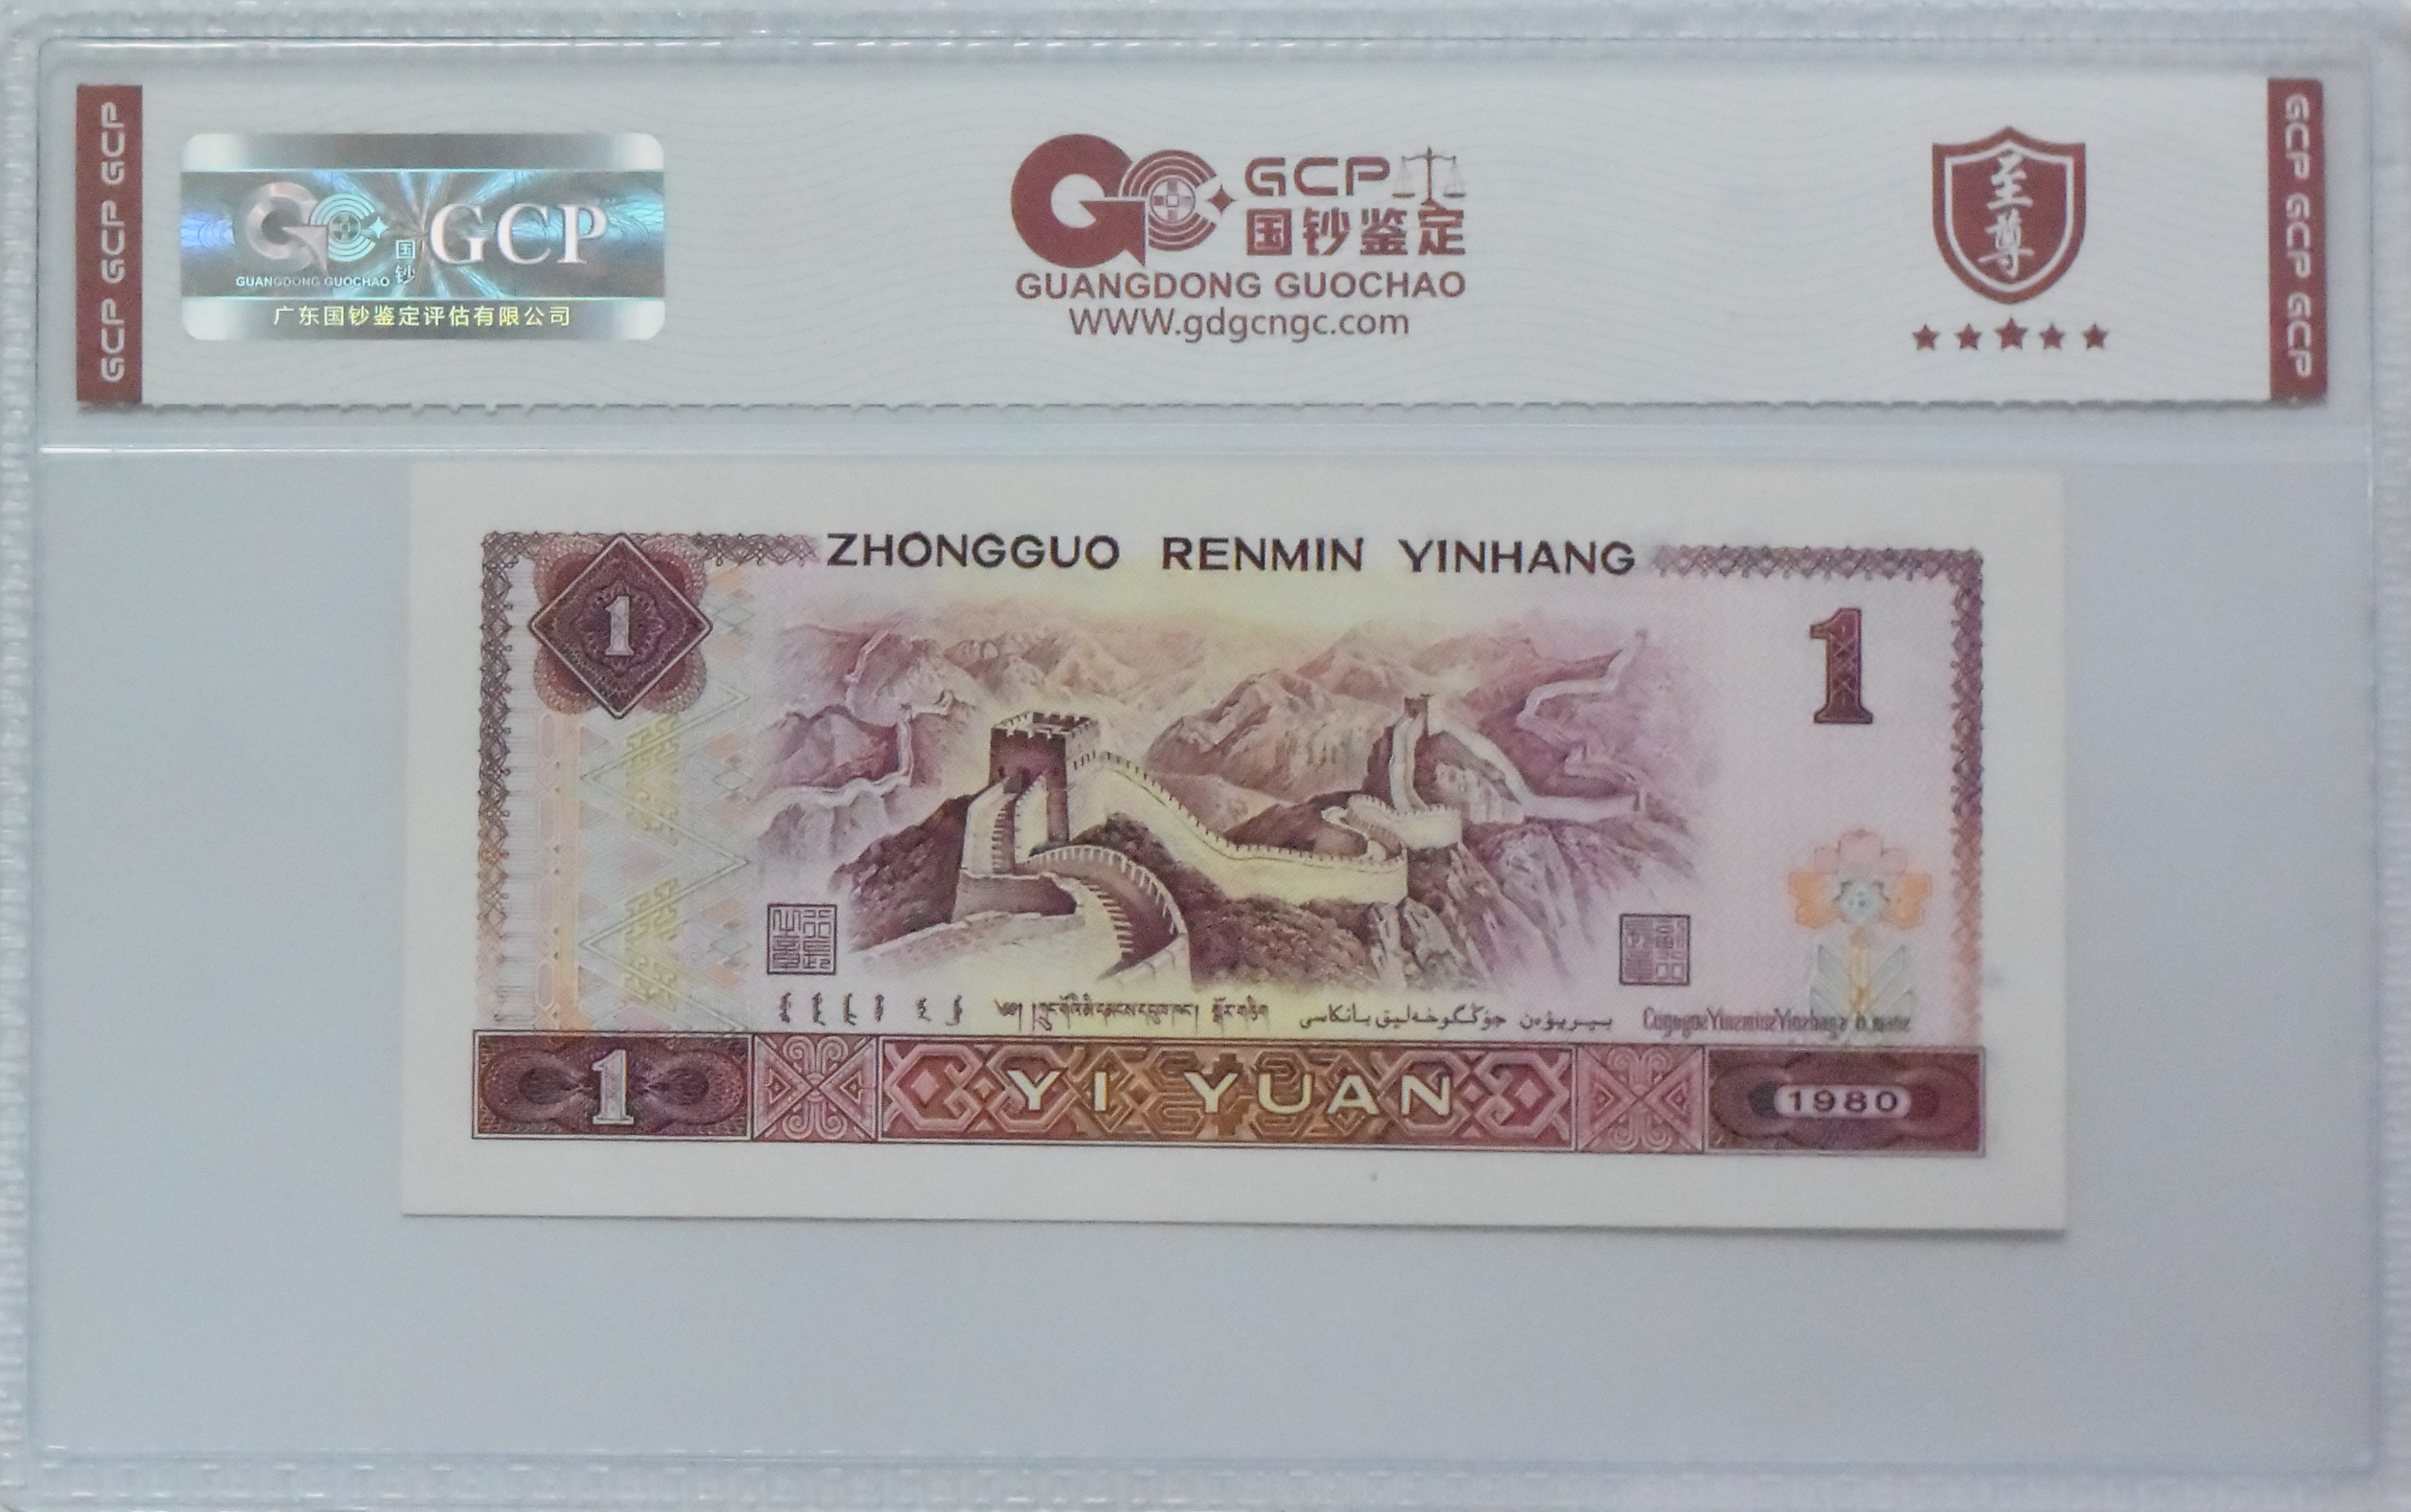 GCP GCP GCP
GCP
国钞
GUANGDONG GUOCHAO
广东国钞鉴定评估有限公司
GCP
国钞鉴定
GUANGDONG GUOCHAO
WWW.gdgcngc.com
至尊
GCP GCP GCP
ZHONGGUO RENMIN YINHANG
1
1
1
YI YUAN
1980